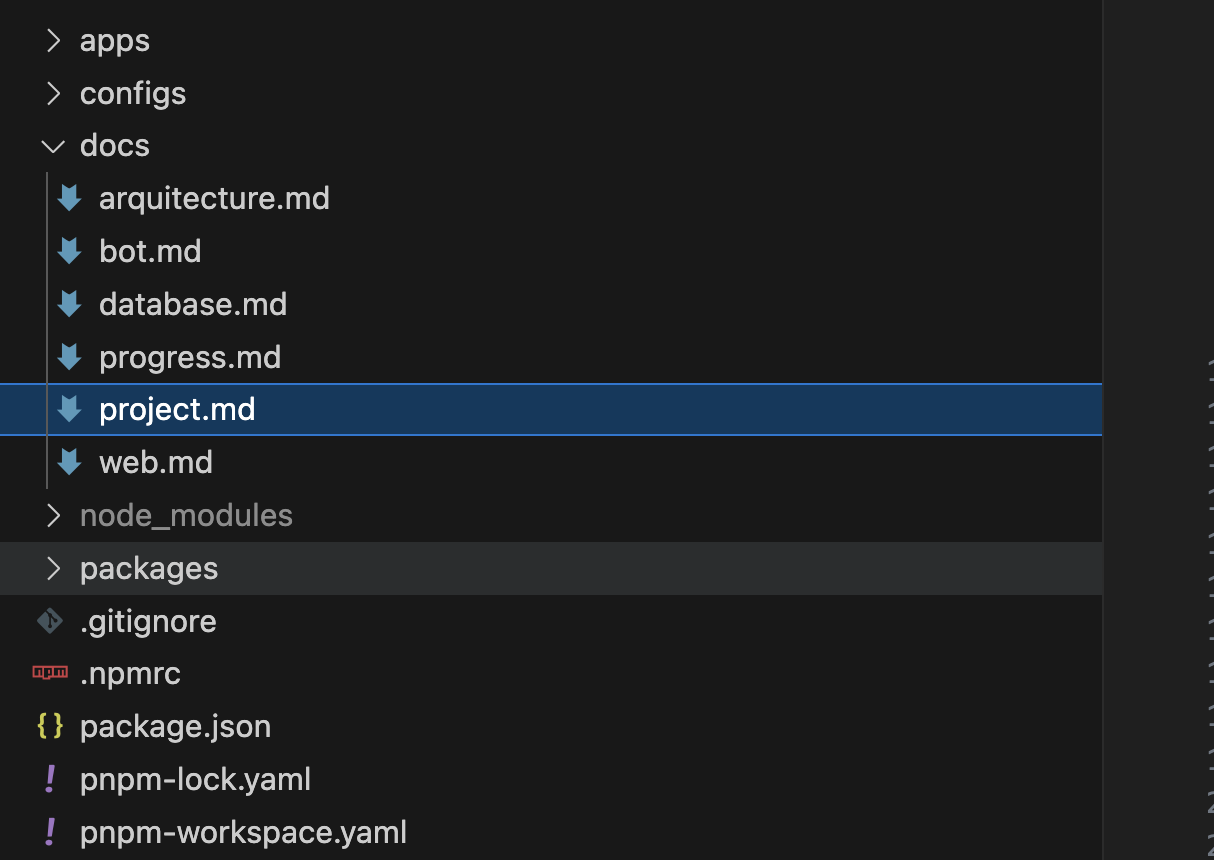 apps
configs
docs
arquitecture.md
bot.md
database.md
progress.md
project.md
web.md
node_modules
packages
.gitignore
.npmrc
package.json
pnpm-lock.yaml
pnpm-workspace.yaml